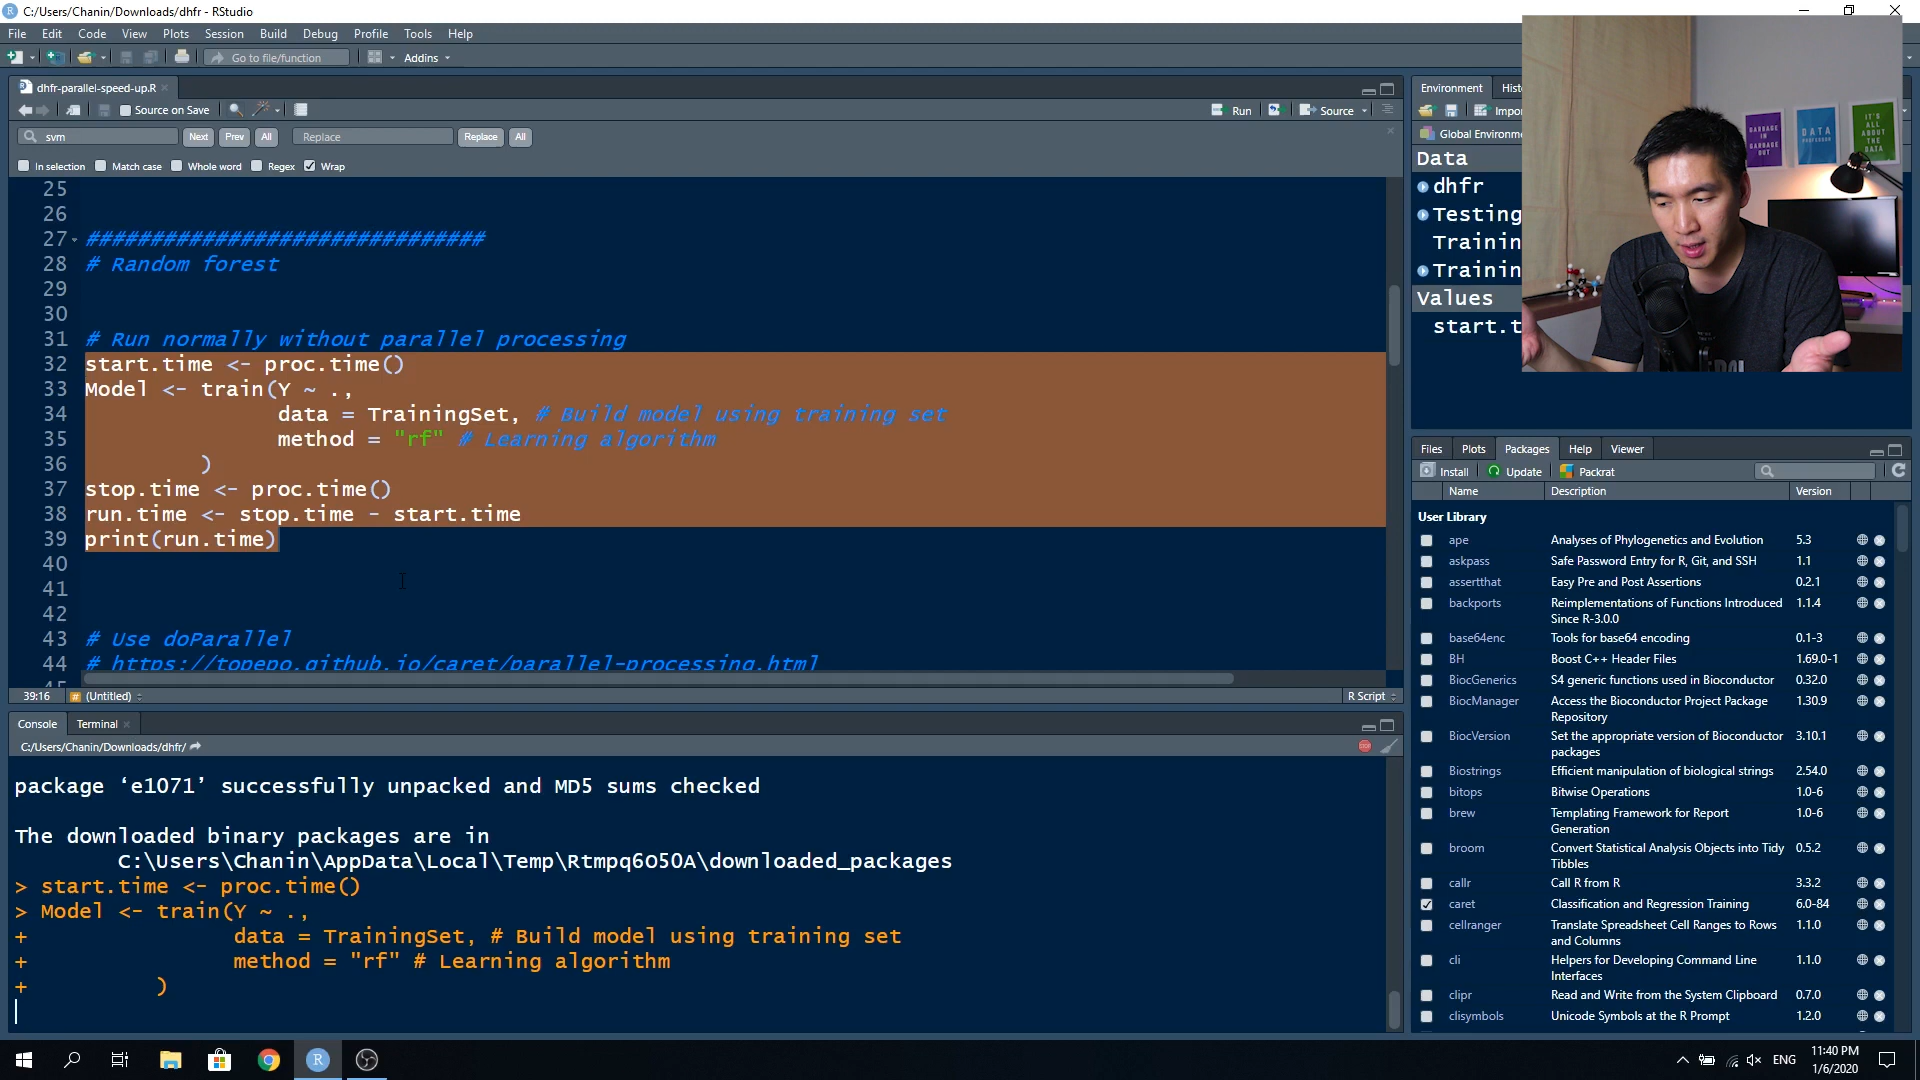 C:/Users/Chanin/Downloads/dhfr - RStudio
File Edit Code View Plots Session Build Debug Profile Tools Help
Go to file/function Addins
dhfr-parallel-speed-up.R
Source on Save Run Source
svm Next Prev All Replace Replace All
In selection Match case Whole word Regex Wrap
25
26
27 ###############################
28 # Random forest
29
30
31 # Run normally without parallel processing
32 start.time <- proc.time()
33 Model <- train(Y ~ .,
34 data = TrainingSet, # Build model using training set
35 method = "rf" # Learning algorithm
36 )
37 stop.time <- proc.time()
38 run.time <- stop.time - start.time
39 print(run.time)
40
41
42
43 # Use doParallel
44 # https://topepo.github.io/caret/parallel-processing.html
39:16 (Untitled) R Script
Console Terminal
C:/Users/Chanin/Downloads/dhfr/
package ‘e1071’ successfully unpacked and MD5 sums checked
The downloaded binary packages are in
C:\Users\Chanin\AppData\Local\Temp\Rtmpq6O50A\downloaded_packages
> start.time <- proc.time()
> Model <- train(Y ~ .,
+ data = TrainingSet, # Build model using training set
+ method = "rf" # Learning algorithm
+ )
Environment Hist
Impor
Global Environme
Data
dhfr
Testing
Trainin
Trainin
Values
start.t
GARBAGE IN GARBAGE OUT
DATA PROFESSOR
IT'S ALL ABOUT THE DATA
Files Plots Packages Help Viewer
Install Update Packrat
Name Description Version
User Library
ape Analyses of Phylogenetics and Evolution 5.3
askpass Safe Password Entry for R, Git, and SSH 1.1
assertthat Easy Pre and Post Assertions 0.2.1
backports Reimplementations of Functions Introduced 1.1.4
Since R-3.0.0
base64enc Tools for base64 encoding 0.1-3
BH Boost C++ Header Files 1.69.0-1
BiocGenerics S4 generic functions used in Bioconductor 0.32.0
BiocManager Access the Bioconductor Project Package 1.30.9
Repository
BiocVersion Set the appropriate version of Bioconductor 3.10.1
packages
Biostrings Efficient manipulation of biological strings 2.54.0
bitops Bitwise Operations 1.0-6
brew Templating Framework for Report 1.0-6
Generation
broom Convert Statistical Analysis Objects into Tidy 0.5.2
Tibbles
callr Call R from R 3.3.2
caret Classification and Regression Training 6.0-84
cellranger Translate Spreadsheet Cell Ranges to Rows 1.1.0
and Columns
cli Helpers for Developing Command Line 1.1.0
Interfaces
clipr Read and Write from the System Clipboard 0.7.0
clisymbols Unicode Symbols at the R Prompt 1.2.0
ENG 11:40 PM
1/6/2020